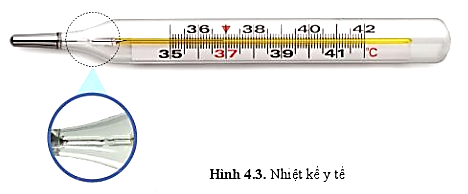 36 38 40 42
35 37 39 41 °C
Hình 4.3. Nhiệt kế y tế